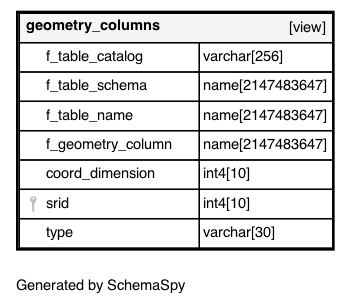 geometry_columns [view]
f_table_catalog varchar[256]
f_table_schema name[2147483647]
f_table_name name[2147483647]
f_geometry_column name[2147483647]
coord_dimension int4[10]
srid int4[10]
type varchar[30]
Generated by SchemaSpy